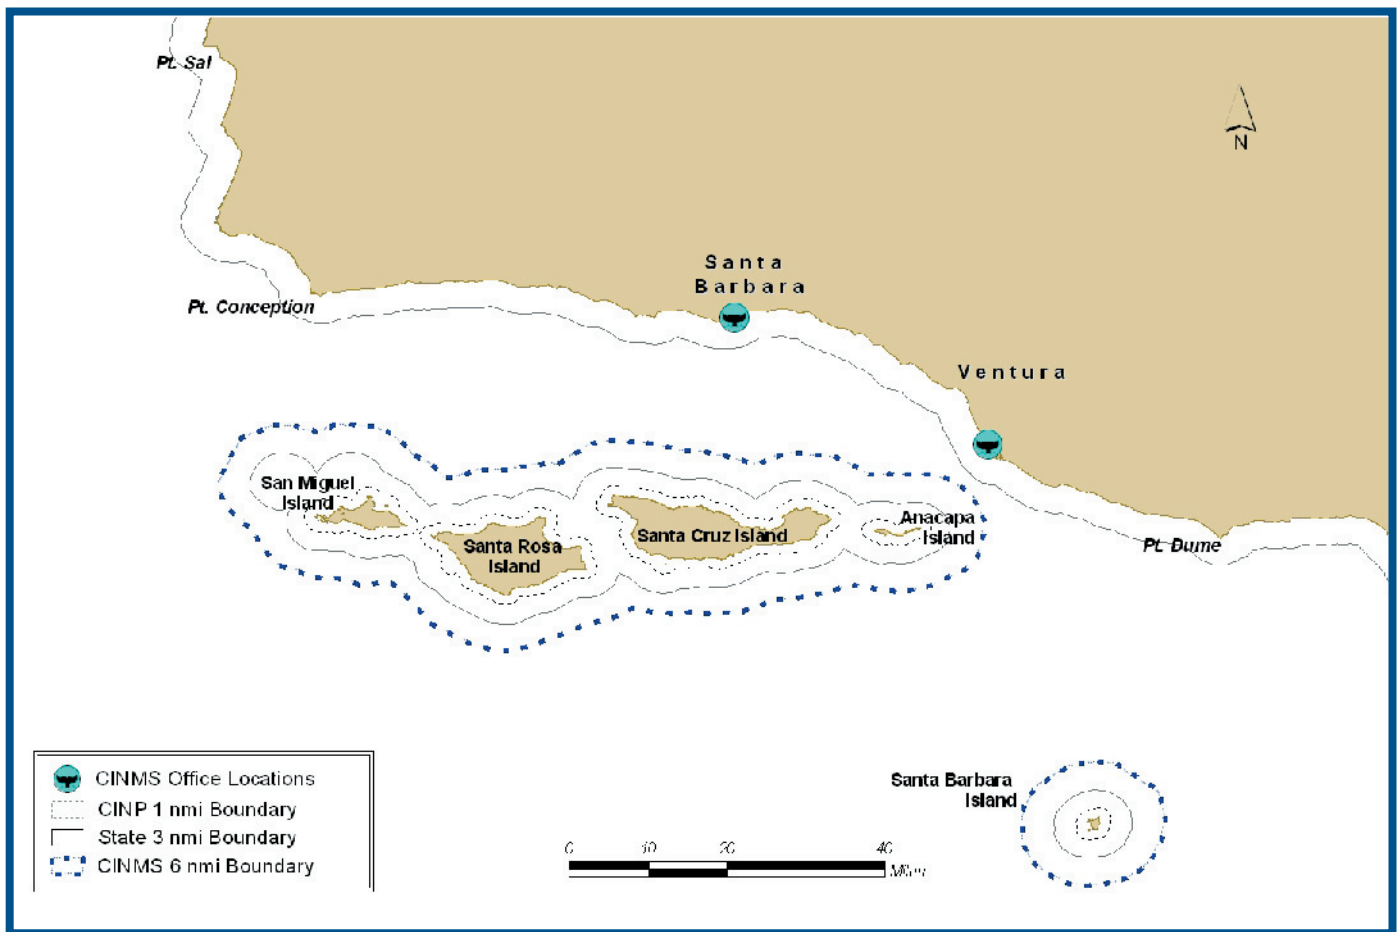 Pt. Sal
N
Santa
Barbara
Pt. Conception
Ventura
San Miguel
Island
Santa Rosa
Island
Santa Cruz Island
Anacapa
Island
Pt. Dume
Santa Barbara
Island
CINMS Office Locations
CINP 1 nmi Boundary
State 3 nmi Boundary
CINMS 6 nmi Boundary
0 10 20 40
Miles